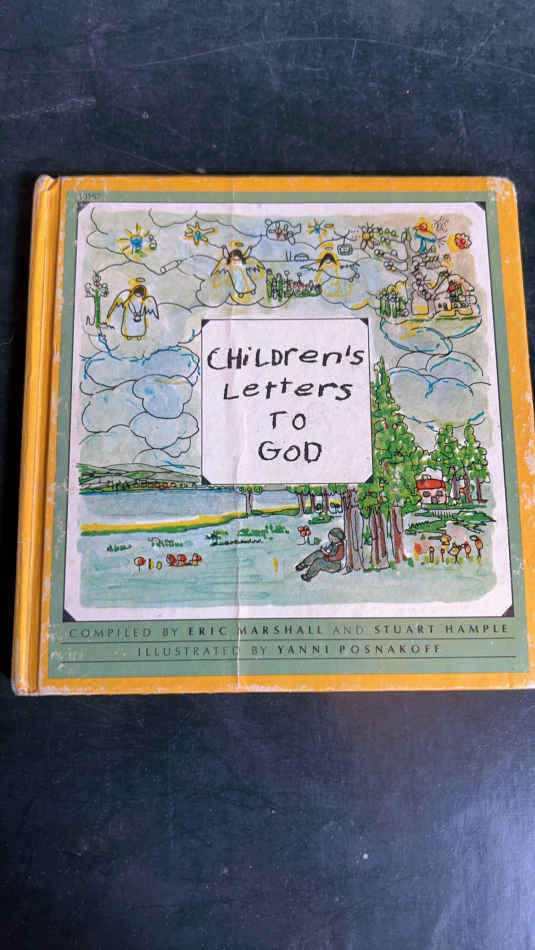 CHiLDren's
Letters
TO
GOD
COMPILED BY ERIC MARSHALL AND STUART HAMPLE
ILLUSTRATED BY YANNI POSNAKOFF